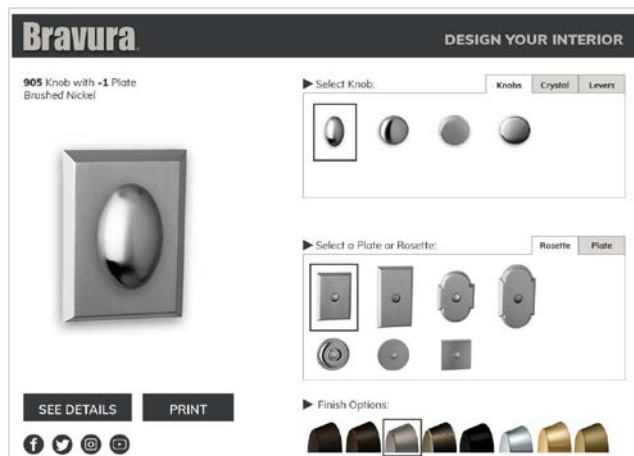 Bravura
DESIGN YOUR INTERIOR
905 Knob with -1 Plate
Brushed Nickel
Select Knob:
Knobs
Crystal
Levers
Select a Plate or Rosette:
Rosette
Plate
SEE DETAILS
PRINT
Finish Options: